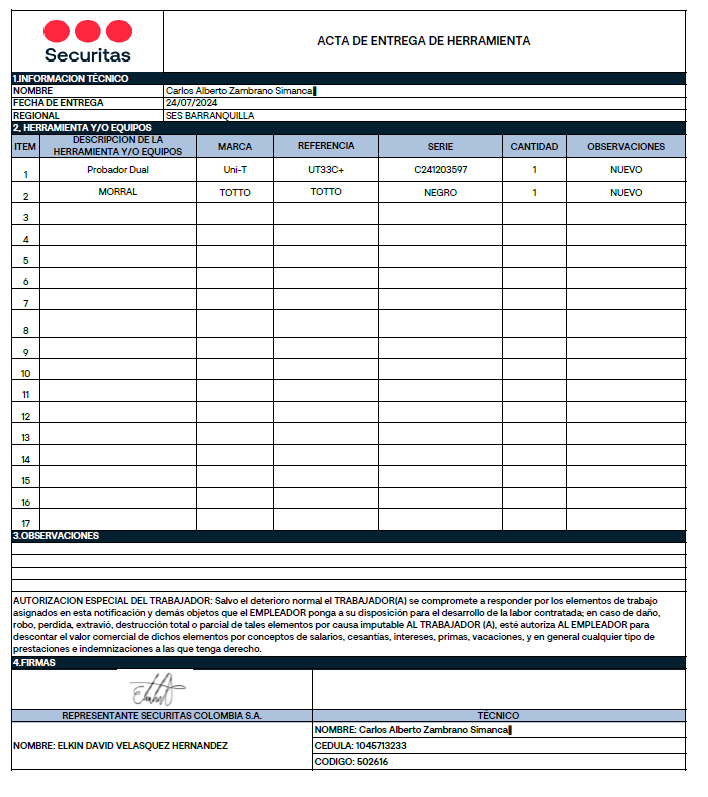 Securitas
ACTA DE ENTREGA DE HERRAMIENTA
1.INFORMACION TÉCNICO
NOMBRE Carlos Alberto Zambrano Simanca
FECHA DE ENTREGA 24/07/2024
REGIONAL SES BARRANQUILLA
2, HERRAMIENTA Y/O EQUIPOS
ITEM DESCRIPCION DE LA HERRAMIENTA Y/O EQUIPOS MARCA REFERENCIA SERIE CANTIDAD OBSERVACIONES
1 Probador Dual Uni-T UT33C+ C241203597 1 NUEVO
2 MORRAL TOTTO TOTTO NEGRO 1 NUEVO
3
4
5
6
7
8
9
10
11
12
13
14
15
16
17
3.OBSERVACIONES
AUTORIZACION ESPECIAL DEL TRABAJADOR: Salvo el deterioro normal el TRABAJADOR(A) se compromete a responder por los elementos de trabajo
asignados en esta notificación y demás objetos que el EMPLEADOR ponga a su disposición para el desarrollo de la labor contratada; en caso de daño,
robo, perdida, extravió, destrucción total o parcial de tales elementos por causa imputable AL TRABAJADOR (A), esté autoriza AL EMPLEADOR para
descontar el valor comercial de dichos elementos por conceptos de salarios, cesantías, intereses, primas, vacaciones, y en general cualquier tipo de
prestaciones e indemnizaciones a las que tenga derecho.
4.FIRMAS
REPRESENTANTE SECURITAS COLOMBIA S.A. TÉCNICO
NOMBRE: ELKIN DAVID VELASQUEZ HERNANDEZ
NOMBRE: Carlos Alberto Zambrano Simanca
CEDULA: 1045713233
CODIGO: 502616